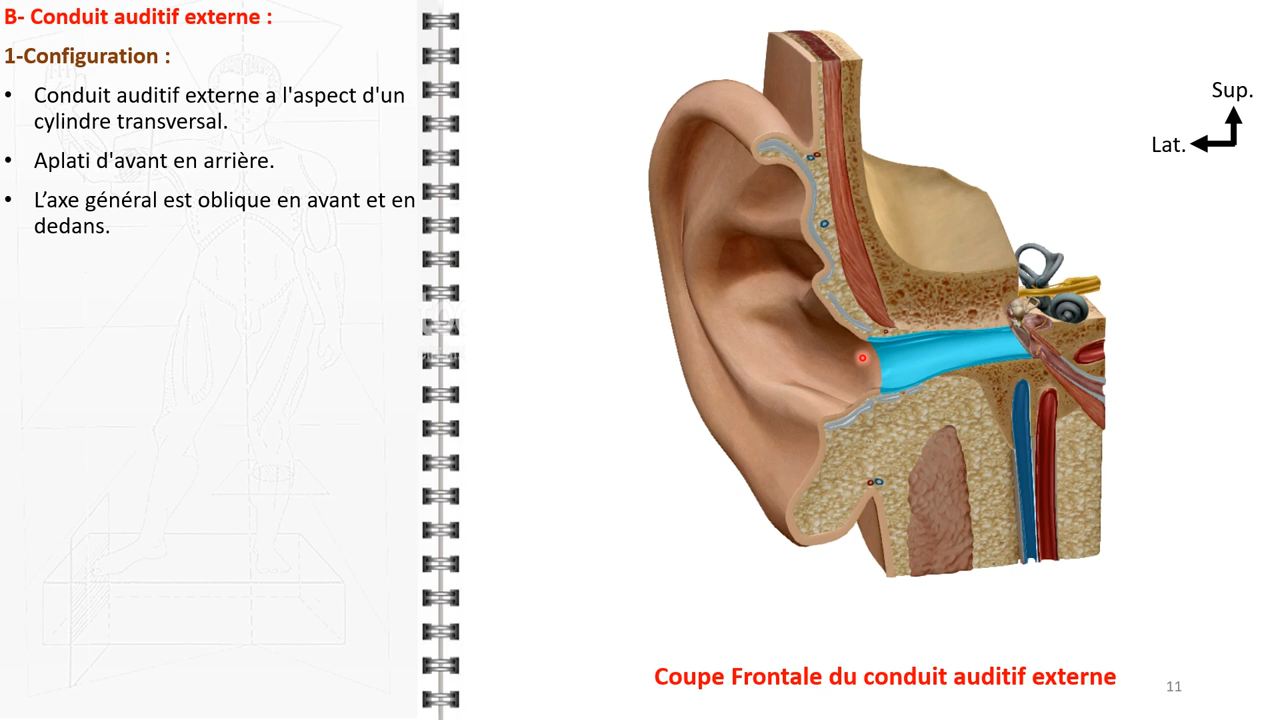 B- Conduit auditif externe :
1-Configuration :
• Conduit auditif externe a l'aspect d'un
cylindre transversal.
• Aplati d'avant en arrière.
• L’axe général est oblique en avant et en
dedans.
Sup.
Lat.
Coupe Frontale du conduit auditif externe
11